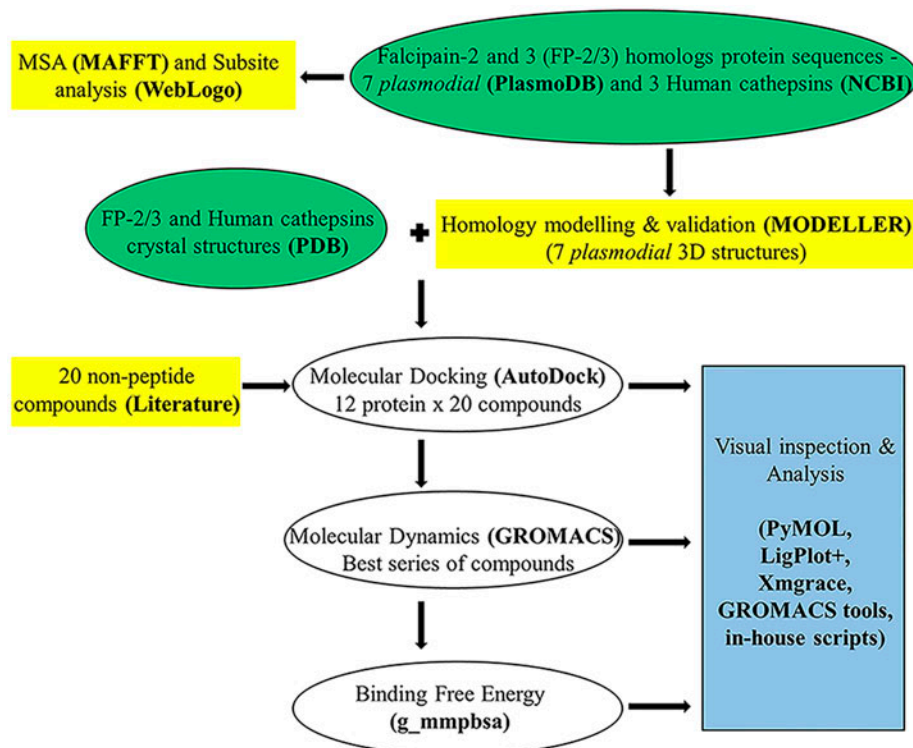 Falcipain-2 and 3 (FP-2/3) homologs protein sequences -
7 plasmodial (PlasmoDB) and 3 Human cathepsins (NCBI)
MSA (MAFFT) and Subsite
analysis (WebLogo)
FP-2/3 and Human cathepsins
crystal structures (PDB)
Homology modelling & validation (MODELLER)
(7 plasmodial 3D structures)
20 non-peptide
compounds (Literature)
Molecular Docking (AutoDock)
12 protein x 20 compounds
Molecular Dynamics (GROMACS)
Best series of compounds
Binding Free Energy
(g_mmpbsa)
Visual inspection &
Analysis
(PyMOL,
LigPlot+,
Xmgrace,
GROMACS tools,
in-house scripts)